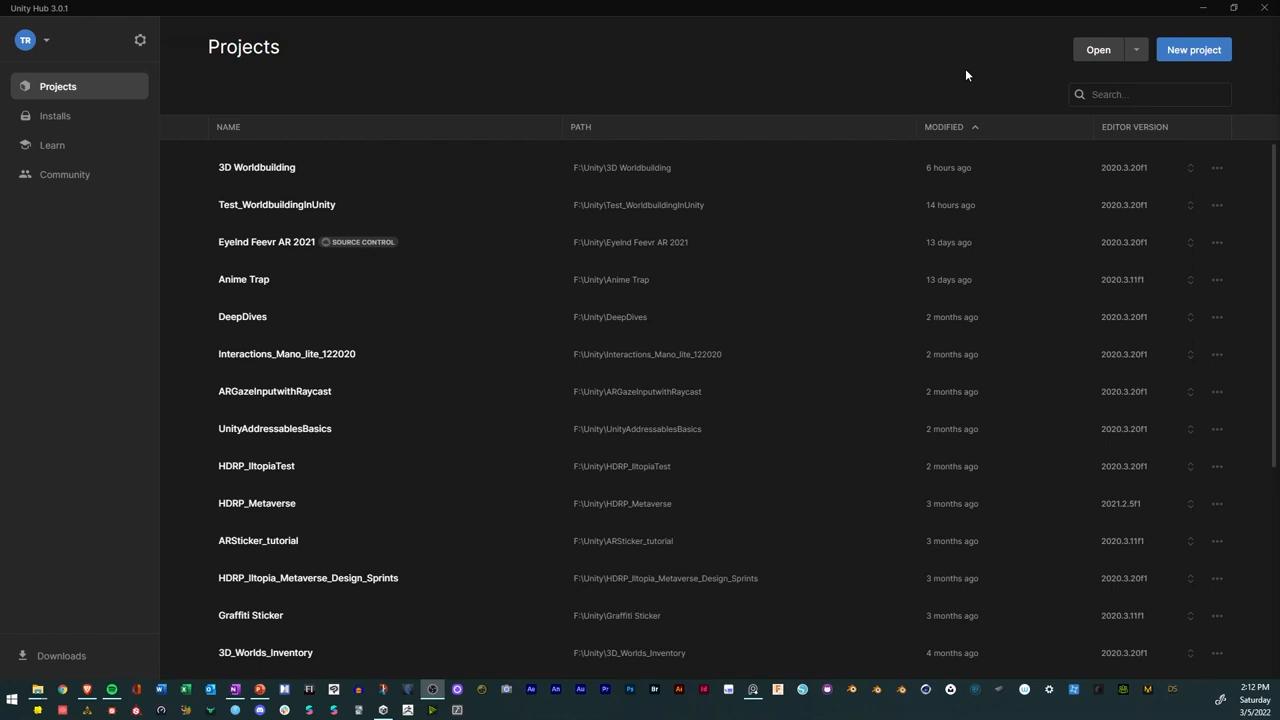 Unity Hub 3.0.1
TR
Projects
Open
New project
Projects
Installs
Learn
Community
Search...
NAME PATH MODIFIED EDITOR VERSION
3D Worldbuilding F:\Unity\3D Worldbuilding 6 hours ago 2020.3.20f1
Test_WorldbuildingInUnity F:\Unity\Test_WorldbuildingInUnity 14 hours ago 2020.3.20f1
EyeInd Feevr AR 2021 SOURCE CONTROL F:\Unity\EyeInd Feevr AR 2021 13 days ago 2020.3.20f1
Anime Trap F:\Unity\Anime Trap 13 days ago 2020.3.11f1
DeepDives F:\Unity\DeepDives 2 months ago 2020.3.20f1
Interactions_Mano_lite_122020 F:\Unity\Interactions_Mano_lite_122020 2 months ago 2020.3.20f1
ARGazeInputwithRaycast F:\Unity\ARGazeInputwithRaycast 2 months ago 2020.3.20f1
UnityAddressablesBasics F:\Unity\UnityAddressablesBasics 2 months ago 2020.3.20f1
HDRP_IltopiaTest F:\Unity\HDRP_IltopiaTest 2 months ago 2020.3.20f1
HDRP_Metaverse F:\Unity\HDRP_Metaverse 3 months ago 2021.2.5f1
ARSticker_tutorial F:\Unity\ARSticker_tutorial 3 months ago 2020.3.11f1
HDRP_Iltopia_Metaverse_Design_Sprints F:\Unity\HDRP_Iltopia_Metaverse_Design_Sprints 3 months ago 2020.3.20f1
Graffiti Sticker F:\Unity\Graffiti Sticker 3 months ago 2020.3.11f1
3D_Worlds_Inventory F:\Unity\3D_Worlds_Inventory 4 months ago 2020.3.20f1
Downloads
Ae An Au Pr Ps Br Ai Id
2:12 PM
Saturday
3/5/2022